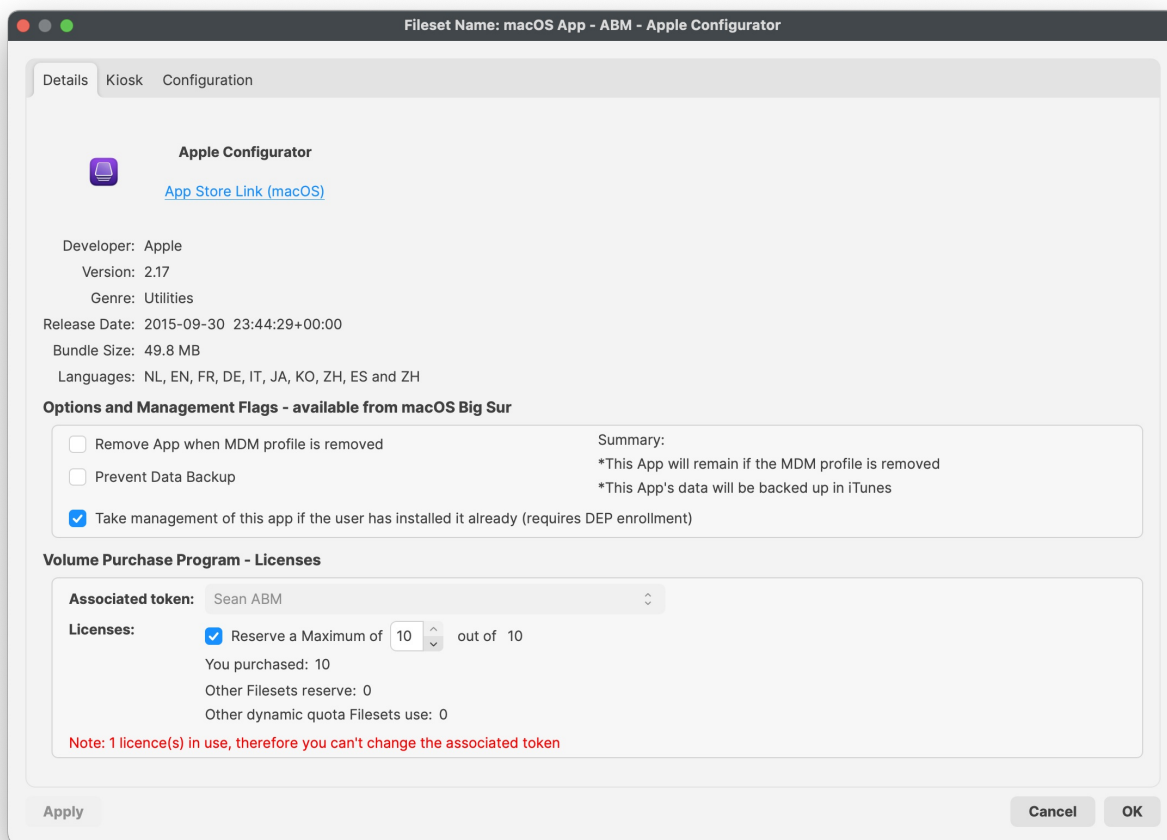 Fileset Name: macOS App - ABM - Apple Configurator
Details Kiosk Configuration
Apple Configurator
App Store Link (macOS)
Developer: Apple
Version: 2.17
Genre: Utilities
Release Date: 2015-09-30 23:44:29+00:00
Bundle Size: 49.8 MB
Languages: NL, EN, FR, DE, IT, JA, KO, ZH, ES and ZH
Options and Management Flags - available from macOS Big Sur
Remove App when MDM profile is removed
Prevent Data Backup
Summary:
*This App will remain if the MDM profile is removed
*This App's data will be backed up in iTunes
Take management of this app if the user has installed it already (requires DEP enrollment)
Volume Purchase Program - Licenses
Associated token: Sean ABM
Licenses: Reserve a Maximum of 10 out of 10
You purchased: 10
Other Filesets reserve: 0
Other dynamic quota Filesets use: 0
Note: 1 licence(s) in use, therefore you can't change the associated token
Apply Cancel OK